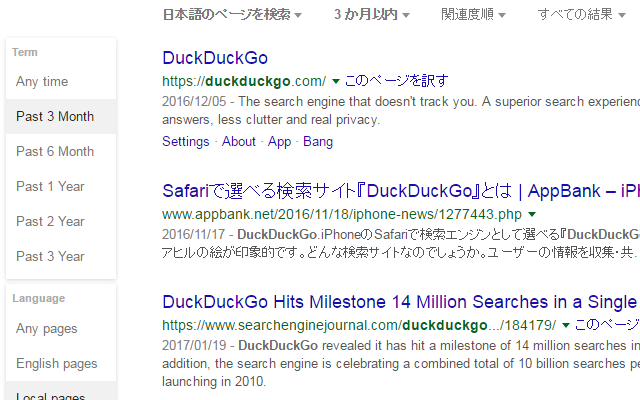 日本語のページを検索 3 か月以内 関連度順 すべての結果
Term
Any time
Past 3 Month
Past 6 Month
Past 1 Year
Past 2 Year
Past 3 Year
Language
Any pages
English pages
Local pages
DuckDuckGo
https://duckduckgo.com/ このページを訳す
2016/12/05 - The search engine that doesn't track you. A superior search
answers, less clutter and real privacy.
Settings · About · App · Bang
Safariで選べる検索サイト『DuckDuckGo』とは | AppBank –
www.appbank.net/2016/11/18/iphone-news/1277443.php
2016/11/17 - DuckDuckGo.iPhoneのSafariで検索エンジンとして選べる『DuckDuckGo
アヒルの絵が印象的です。どんな検索サイトなのでしょうか。ユーザーの情報を収集・共
DuckDuckGo Hits Milestone 14 Million Searches in a Single
https://www.searchenginejournal.com/duckduckgo.../184179/ このページ
2017/01/19 - DuckDuckGo revealed it has hit a milestone of 14 million searches in
addition, the search engine is celebrating a combined total of 10 billion searches
launching in 2010.